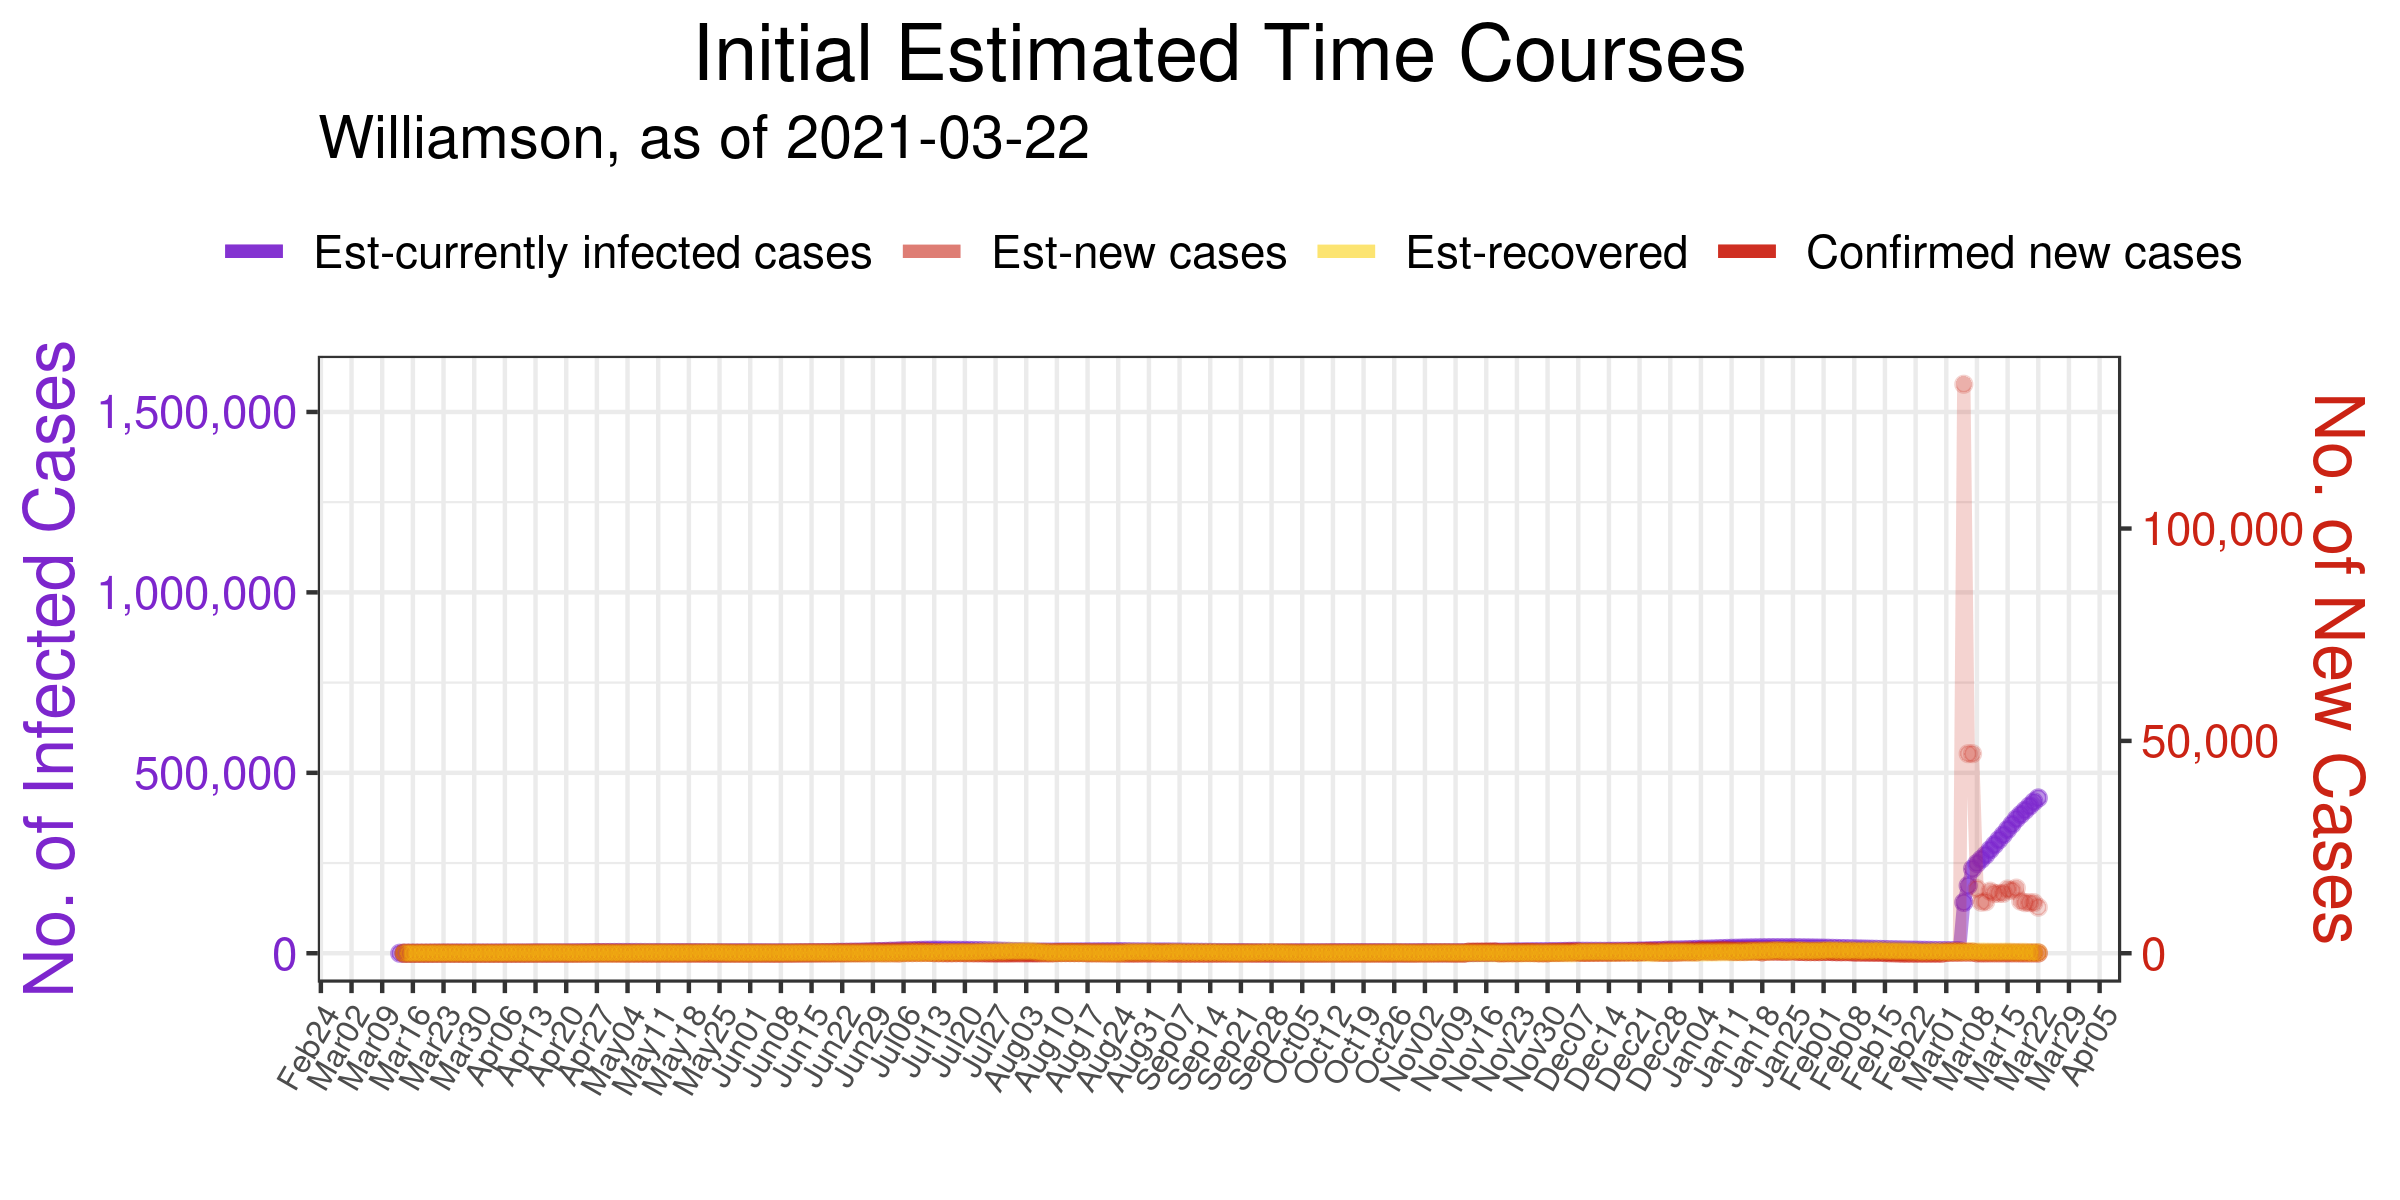 Initial Estimated Time Courses
Williamson, as of 2021-03-22
Est-currently infected cases Est-new cases Est-recovered Confirmed new cases
No. of Infected Cases
1,500,000
1,000,000
500,000
0
100,000
50,000
0
No. of New Cases
Feb24 Mar02 Mar09 Mar16 Mar23 Mar30 Apr06 Apr13 Apr20 Apr27 May04 May11 May18 May25 Jun01 Jun08 Jun15 Jun22 Jun29 Jul06 Jul13 Jul20 Jul27 Aug03 Aug10 Aug17 Aug24 Aug31 Sep07 Sep14 Sep21 Sep28 Oct05 Oct12 Oct19 Oct26 Nov02 Nov09 Nov16 Nov23 Nov30 Dec07 Dec14 Dec21 Dec28 Jan04 Jan11 Jan18 Jan25 Feb01 Feb08 Feb15 Feb22 Mar01 Mar08 Mar15 Mar22 Mar29 Apr05